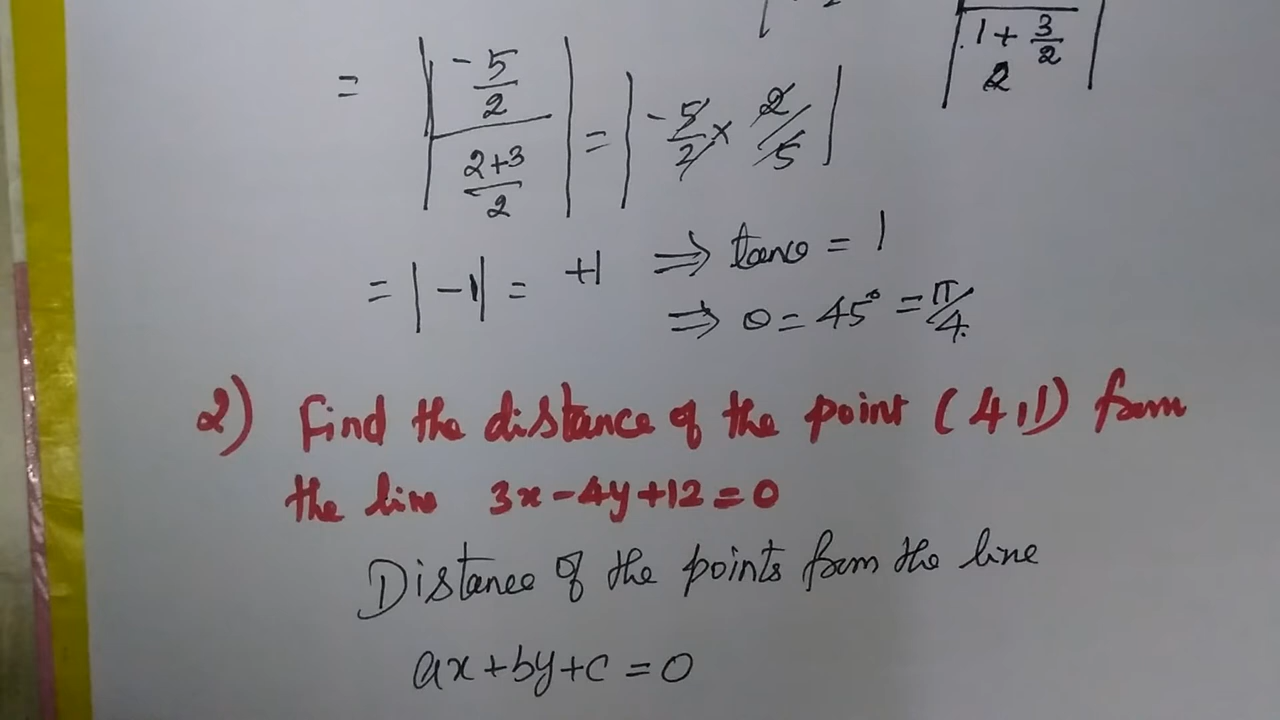 1 + 3/2
2
= | (-5/2) / ((2+3)/2) | = | -5/2 × 2/5 |
= |-1| = +1 ⇒ tanθ = 1
⇒ θ = 45° = π/4
2) Find the distance of the point (4,1) from
the line 3x-4y+12=0
Distance of the points from the line
ax+by+c=0